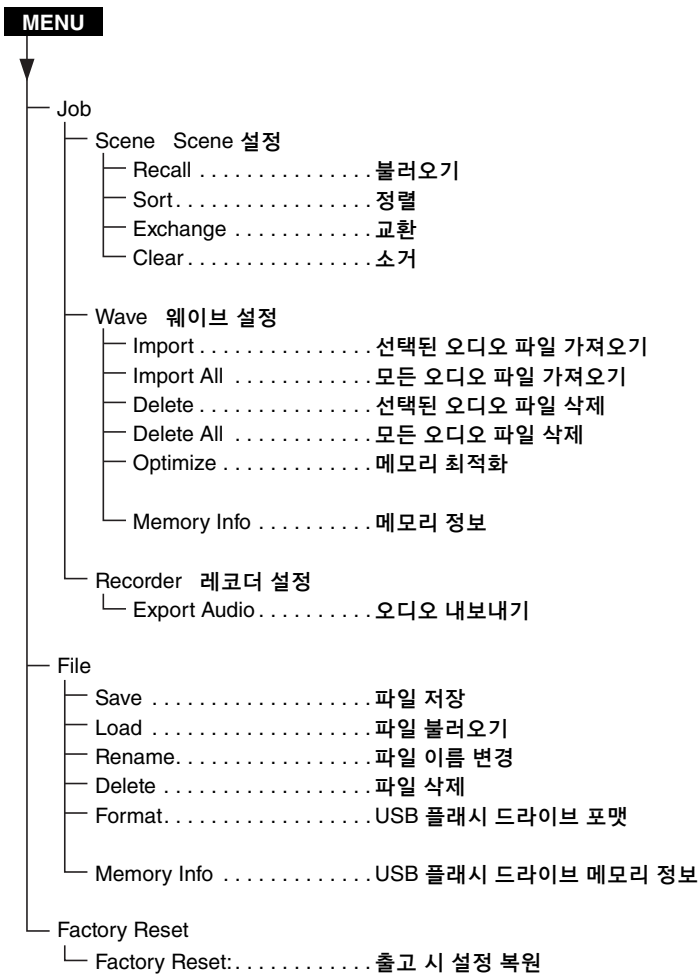 MENU
Job
Scene Scene 설정
Recall . . . . . . . . . . . . . . . 불러오기
Sort. . . . . . . . . . . . . . . . . 정렬
Exchange . . . . . . . . . . . . 교환
Clear. . . . . . . . . . . . . . . . 소거
Wave 웨이브 설정
Import . . . . . . . . . . . . . . . 선택된 오디오 파일 가져오기
Import All . . . . . . . . . . . . 모든 오디오 파일 가져오기
Delete . . . . . . . . . . . . . . . 선택된 오디오 파일 삭제
Delete All . . . . . . . . . . . . 모든 오디오 파일 삭제
Optimize . . . . . . . . . . . . . 메모리 최적화
Memory Info . . . . . . . . . . 메모리 정보
Recorder 레코더 설정
Export Audio . . . . . . . . . . 오디오 내보내기
File
Save . . . . . . . . . . . . . . . . . . . 파일 저장
Load . . . . . . . . . . . . . . . . . . . 파일 불러오기
Rename. . . . . . . . . . . . . . . . . 파일 이름 변경
Delete . . . . . . . . . . . . . . . . . . 파일 삭제
Format. . . . . . . . . . . . . . . . . . USB 플래시 드라이브 포맷
Memory Info . . . . . . . . . . . . . USB 플래시 드라이브 메모리 정보
Factory Reset
Factory Reset: . . . . . . . . . . . . 출고 시 설정 복원